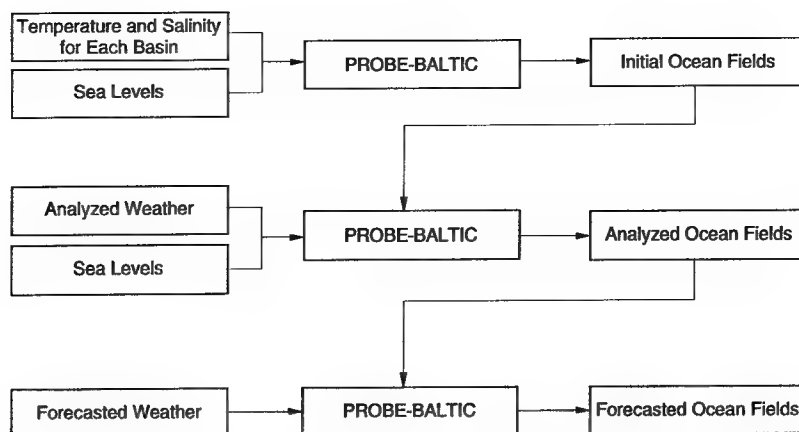 Temperature and Salinity
for Each Basin
PROBE-BALTIC
Initial Ocean Fields
Sea Levels
Analyzed Weather
PROBE-BALTIC
Analyzed Ocean Fields
Sea Levels
Forecasted Weather
PROBE-BALTIC
Forecasted Ocean Fields